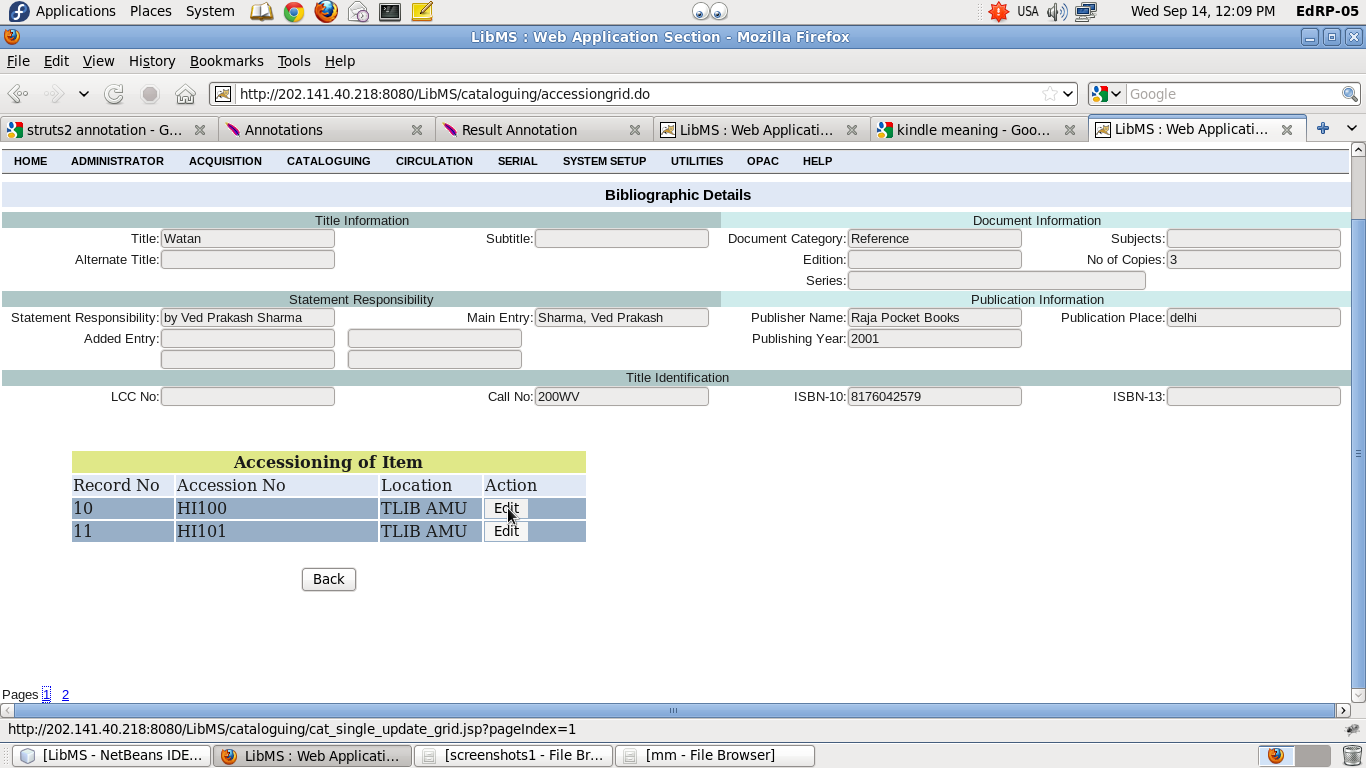 Applications Places System USA Wed Sep 14, 12:09 PM EdRP-05
LibMS : Web Application Section - Mozilla Firefox
File Edit View History Bookmarks Tools Help
http://202.141.40.218:8080/LibMS/cataloguing/accessiongrid.do Google
struts2 annotation - G... Annotations Result Annotation LibMS : Web Applicati... kindle meaning - Goo... LibMS : Web Applicati...
HOME ADMINISTRATOR ACQUISITION CATALOGUING CIRCULATION SERIAL SYSTEM SETUP UTILITIES OPAC HELP
Bibliographic Details
Title Information Document Information
Title: Watan Subtitle: Document Category: Reference Subjects:
Alternate Title: Edition: No of Copies: 3
Series:
Statement Responsibility Publication Information
Statement Responsibility: by Ved Prakash Sharma Main Entry: Sharma, Ved Prakash Publisher Name: Raja Pocket Books Publication Place: delhi
Added Entry: Publishing Year: 2001
Title Identification
LCC No: Call No: 200WV ISBN-10: 8176042579 ISBN-13:
Accessioning of Item
Record No Accession No Location Action
10 HI100 TLIB AMU Edit
11 HI101 TLIB AMU Edit
Back
Pages 1 2
http://202.141.40.218:8080/LibMS/cataloguing/cat_single_update_grid.jsp?pageIndex=1
[LibMS - NetBeans IDE... LibMS : Web Applicati... [screenshots1 - File Br... [mm - File Browser]